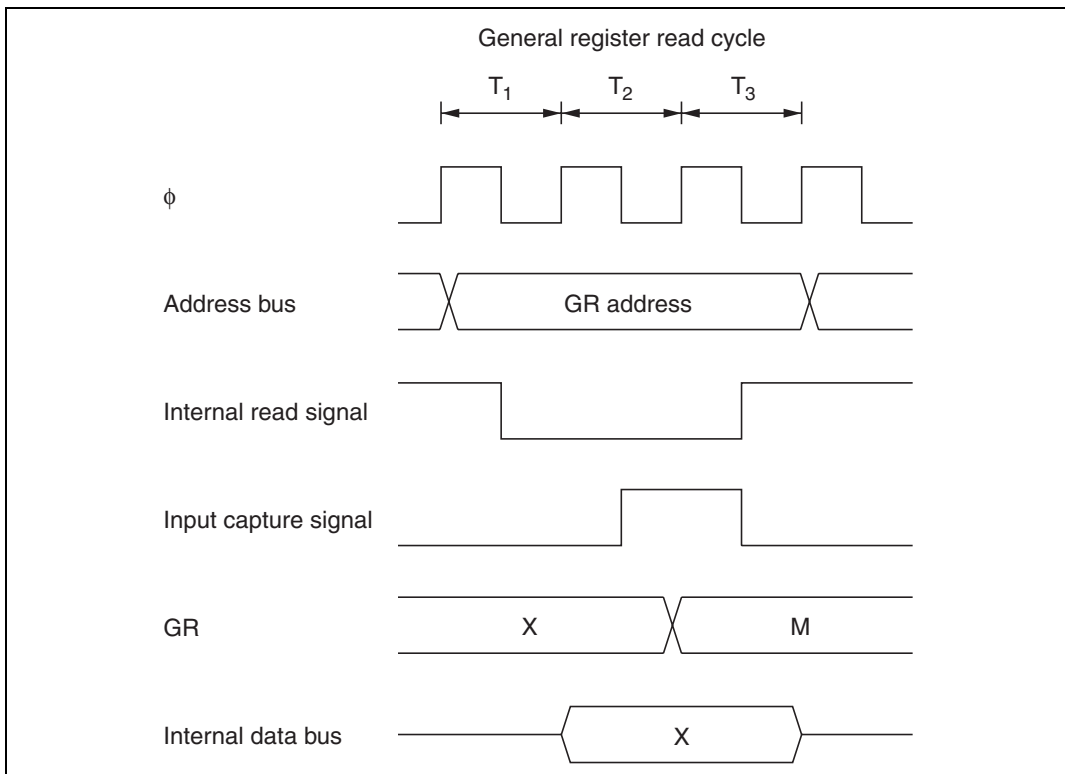 General register read cycle
T1 T2 T3
ϕ
Address bus GR address
Internal read signal
Input capture signal
GR X M
Internal data bus X